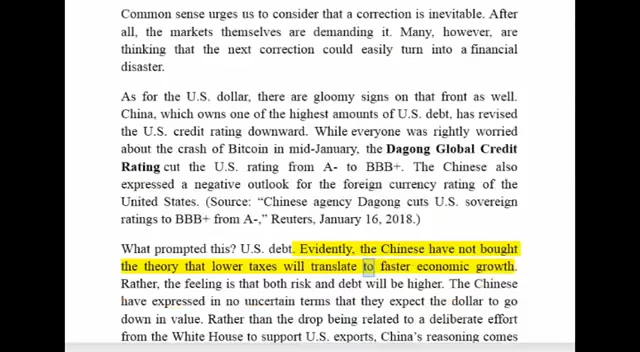 Common sense urges us to consider that a correction is inevitable. After
all, the markets themselves are demanding it. Many, however, are
thinking that the next correction could easily turn into a financial
disaster.
As for the U.S. dollar, there are gloomy signs on that front as well.
China, which owns one of the highest amounts of U.S. debt, has revised
the U.S. credit rating downward. While everyone was rightly worried
about the crash of Bitcoin in mid-January, the Dagong Global Credit
Rating cut the U.S. rating from A- to BBB+. The Chinese also
expressed a negative outlook for the foreign currency rating of the
United States. (Source: “Chinese agency Dagong cuts U.S. sovereign
ratings to BBB+ from A-,” Reuters, January 16, 2018.)
What prompted this? U.S. debt. Evidently, the Chinese have not bought
the theory that lower taxes will translate to faster economic growth.
Rather, the feeling is that both risk and debt will be higher. The Chinese
have expressed in no uncertain terms that they expect the dollar to go
down in value. Rather than the drop being related to a deliberate effort
from the White House to support U.S. exports, China’s reasoning comes